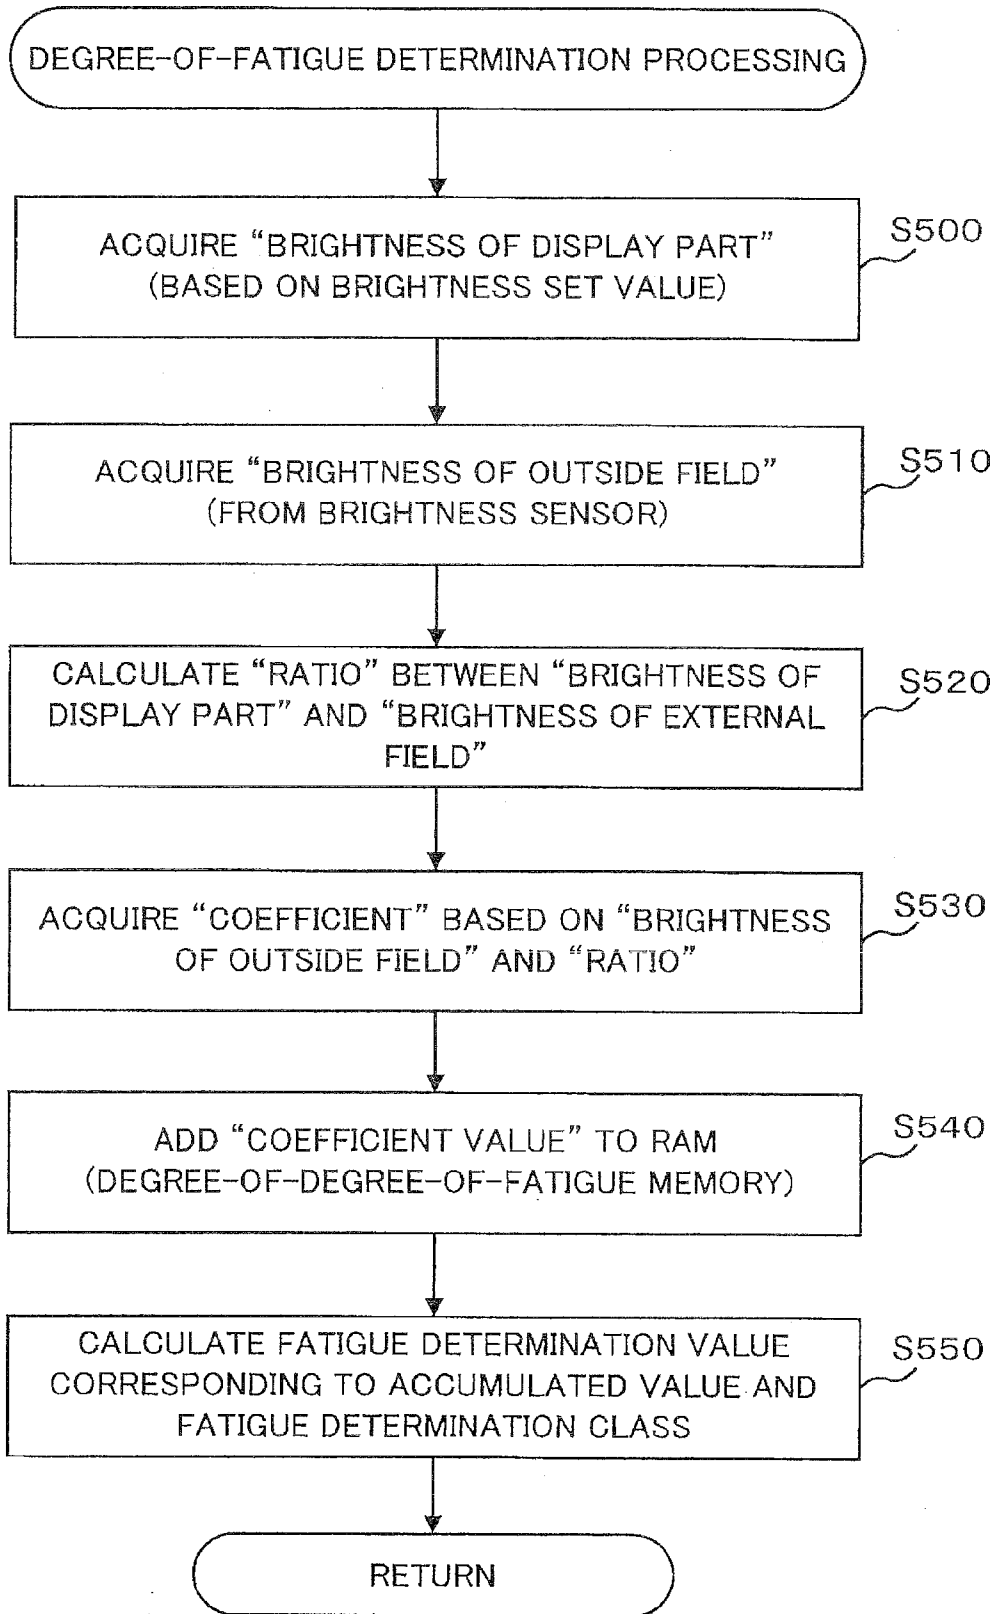 DEGREE-OF-FATIGUE DETERMINATION PROCESSING
ACQUIRE “BRIGHTNESS OF DISPLAY PART”
(BASED ON BRIGHTNESS SET VALUE)
S500
ACQUIRE “BRIGHTNESS OF OUTSIDE FIELD”
(FROM BRIGHTNESS SENSOR)
S510
CALCULATE “RATIO” BETWEEN “BRIGHTNESS OF
DISPLAY PART” AND “BRIGHTNESS OF EXTERNAL
FIELD”
S520
ACQUIRE “COEFFICIENT” BASED ON “BRIGHTNESS
OF OUTSIDE FIELD” AND “RATIO”
S530
ADD “COEFFICIENT VALUE” TO RAM
(DEGREE-OF-DEGREE-OF-FATIGUE MEMORY)
S540
CALCULATE FATIGUE DETERMINATION VALUE
CORRESPONDING TO ACCUMULATED VALUE AND
FATIGUE DETERMINATION CLASS
S550
RETURN